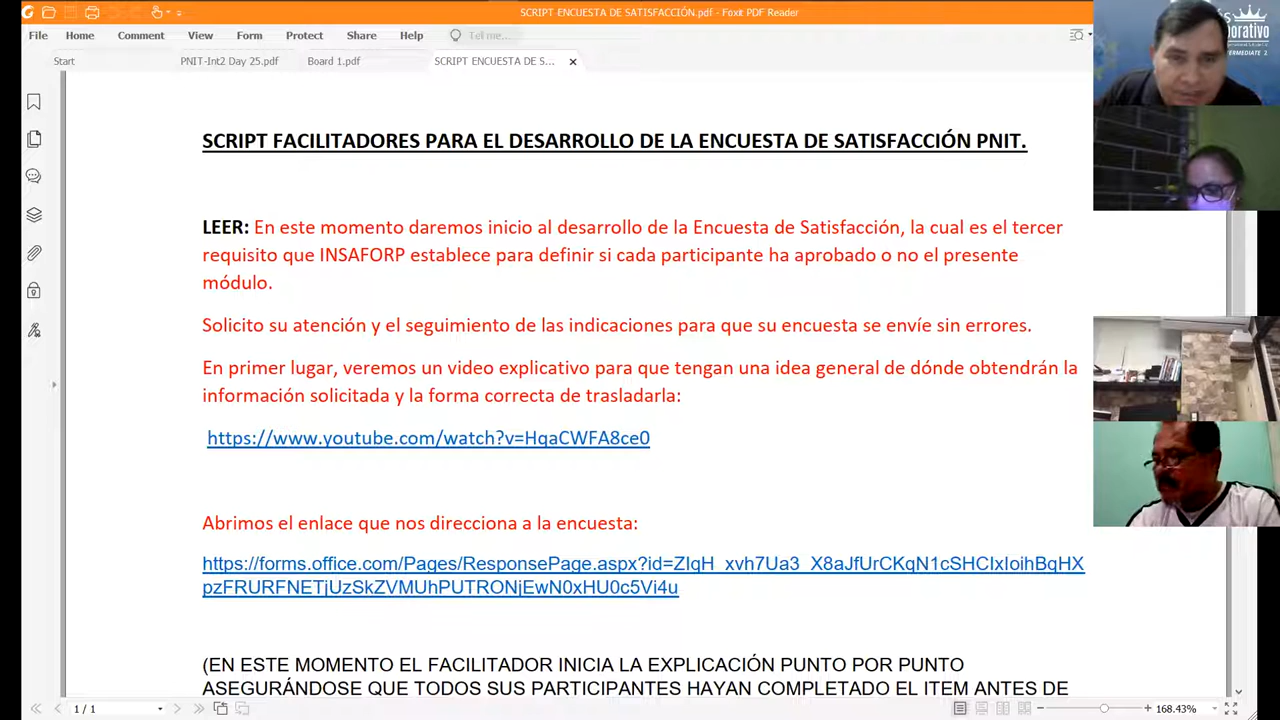 SCRIPT ENCUESTA DE SATISFACCIÓN.pdf - Foxit PDF Reader
File Home Comment View Form Protect Share Help Tell me...
Start PNIT-Int2 Day 25.pdf Board 1.pdf SCRIPT ENCUESTA DE S...
SCRIPT FACILITADORES PARA EL DESARROLLO DE LA ENCUESTA DE SATISFACCIÓN PNIT.
LEER: En este momento daremos inicio al desarrollo de la Encuesta de Satisfacción, la cual es el tercer
requisito que INSAFORP establece para definir si cada participante ha aprobado o no el presente
módulo.
Solicito su atención y el seguimiento de las indicaciones para que su encuesta se envíe sin errores.
En primer lugar, veremos un video explicativo para que tengan una idea general de dónde obtendrán la
información solicitada y la forma correcta de trasladarla:
https://www.youtube.com/watch?v=HqaCWFA8ce0
Abrimos el enlace que nos direcciona a la encuesta:
https://forms.office.com/Pages/ResponsePage.aspx?id=ZIqH_xvh7Ua3_X8aJfUrCKqN1cSHCIxIoihBqHX
pzFRURFNETjUzSkZVMUhPUTRONjEwN0xHU0c5Vi4u
(EN ESTE MOMENTO EL FACILITADOR INICIA LA EXPLICACIÓN PUNTO POR PUNTO
ASEGURÁNDOSE QUE TODOS SUS PARTICIPANTES HAYAN COMPLETADO EL ITEM ANTES DE
1 / 1
168.43%